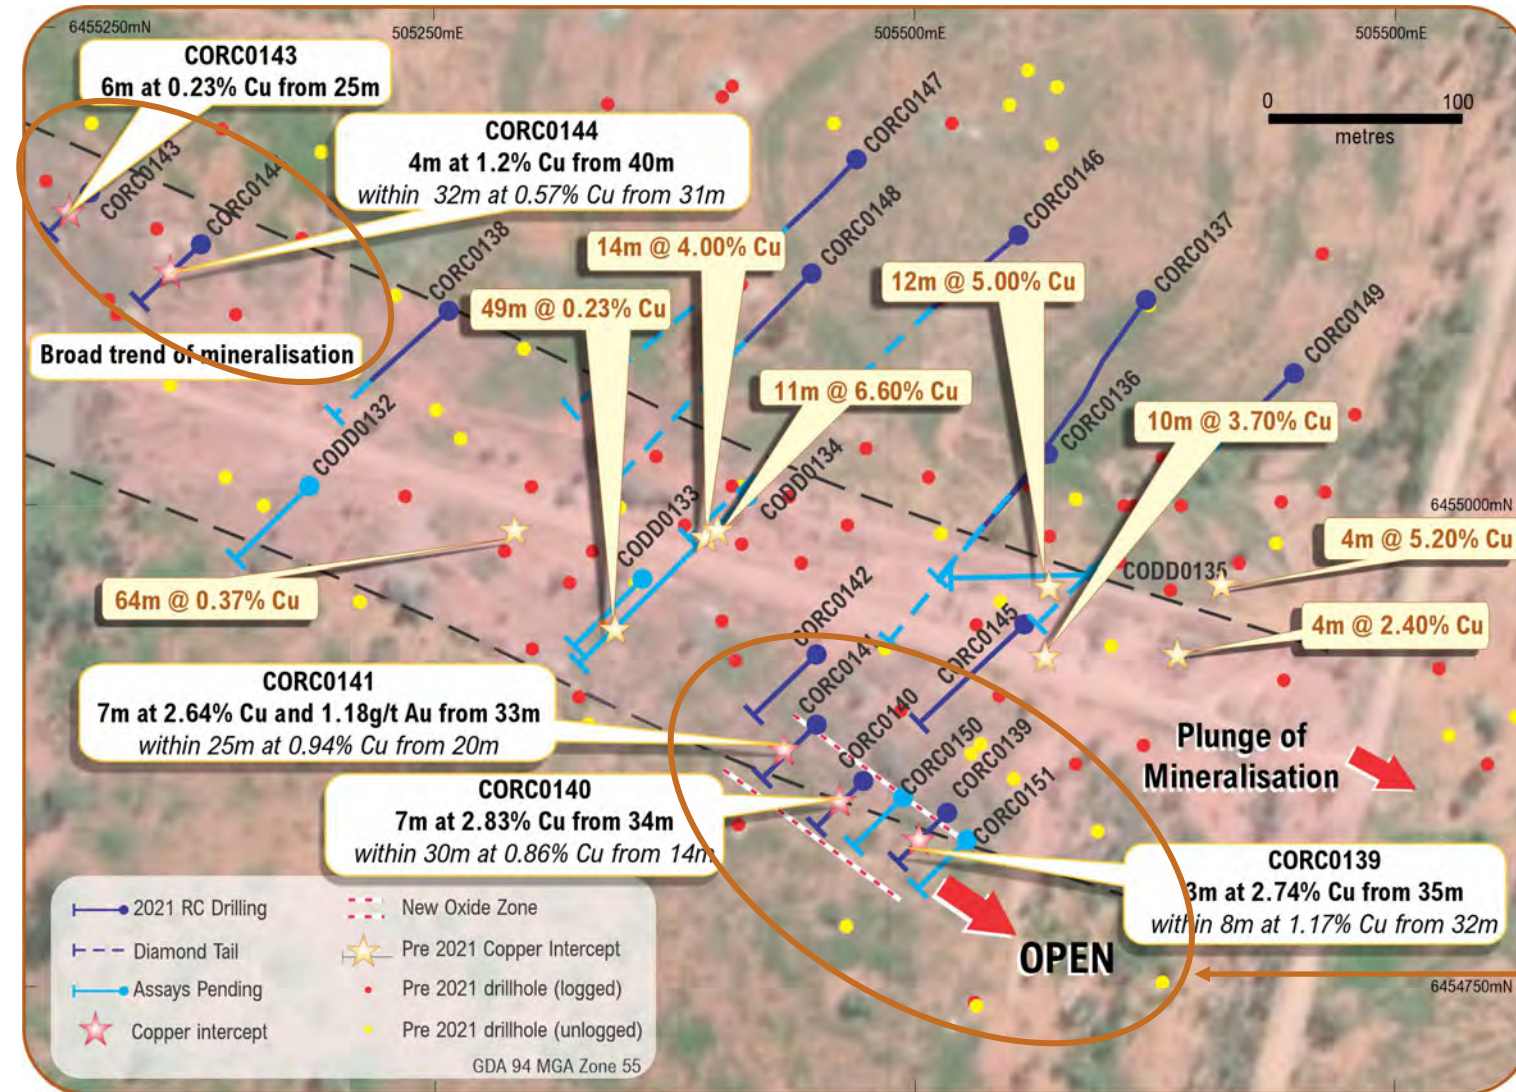 6455250mN
505250mE
505500mE
505500mE
CORC0143
6m at 0.23% Cu from 25m
CORC0144
4m at 1.2% Cu from 40m
within 32m at 0.57% Cu from 31m
0 100
metres
CORC0143
CORC0144
CORC0138
CORC0147
CORC0148
CORC0146
CORC0137
CORC0149
14m @ 4.00% Cu
12m @ 5.00% Cu
49m @ 0.23% Cu
Broad trend of mineralisation
11m @ 6.60% Cu
10m @ 3.70% Cu
CORC0136
CODD0132
CODD0134
CODD0133
6455000mN
4m @ 5.20% Cu
CODD0135
64m @ 0.37% Cu
4m @ 2.40% Cu
CORC0142
CORC0145
CORC0141
CORC0141
7m at 2.64% Cu and 1.18g/t Au from 33m
within 25m at 0.94% Cu from 20m
CORC0140
CORC0150
CORC0139
CORC0151
Plunge of
Mineralisation
CORC0140
7m at 2.83% Cu from 34m
within 30m at 0.86% Cu from 14m
CORC0139
3m at 2.74% Cu from 35m
within 8m at 1.17% Cu from 32m
OPEN
6454750mN
2021 RC Drilling
Diamond Tail
Assays Pending
Copper intercept
New Oxide Zone
Pre 2021 Copper Intercept
Pre 2021 drillhole (logged)
Pre 2021 drillhole (unlogged)
GDA 94 MGA Zone 55